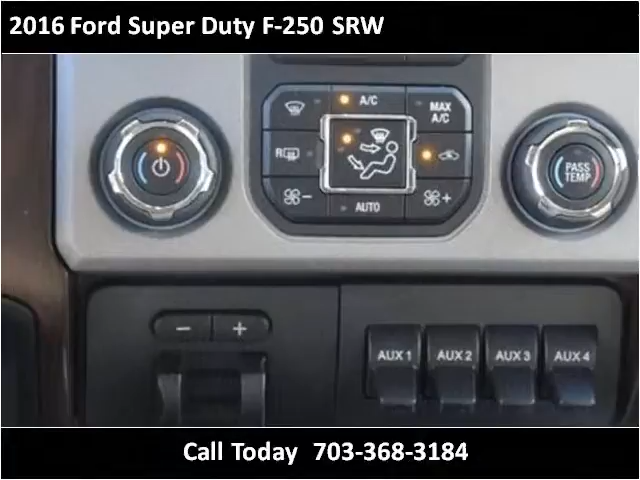 2016 Ford Super Duty F-250 SRW
A/C
MAX
A/C
R
PASS
TEMP
- AUTO +
- +
AUX 1 AUX 2 AUX 3 AUX 4
Call Today 703-368-3184